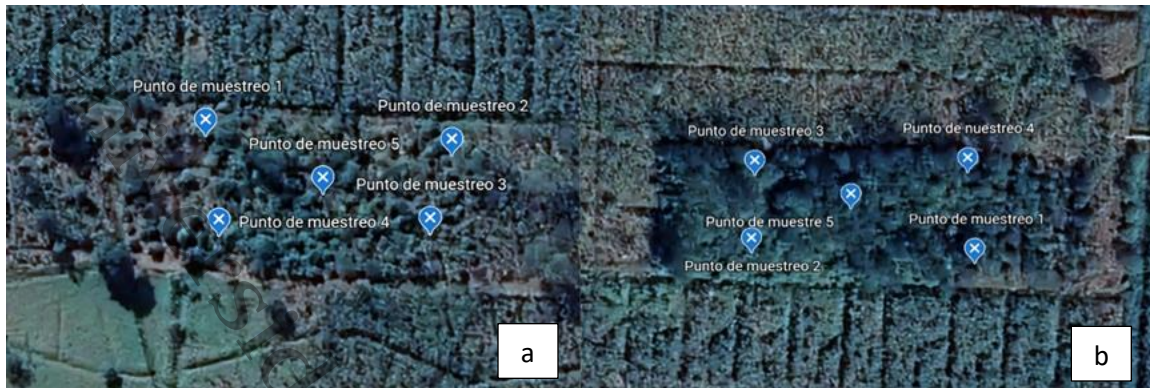 Punto de muestreo 1
Punto de muestreo 2
Punto de muestreo 5
Punto de muestreo 3
Punto de muestreo 4
a
Punto de muestreo 3
Punto de nuestreo 4
Punto de muestre 5
Punto de muestreo 1
Punto de muestreo 2
b